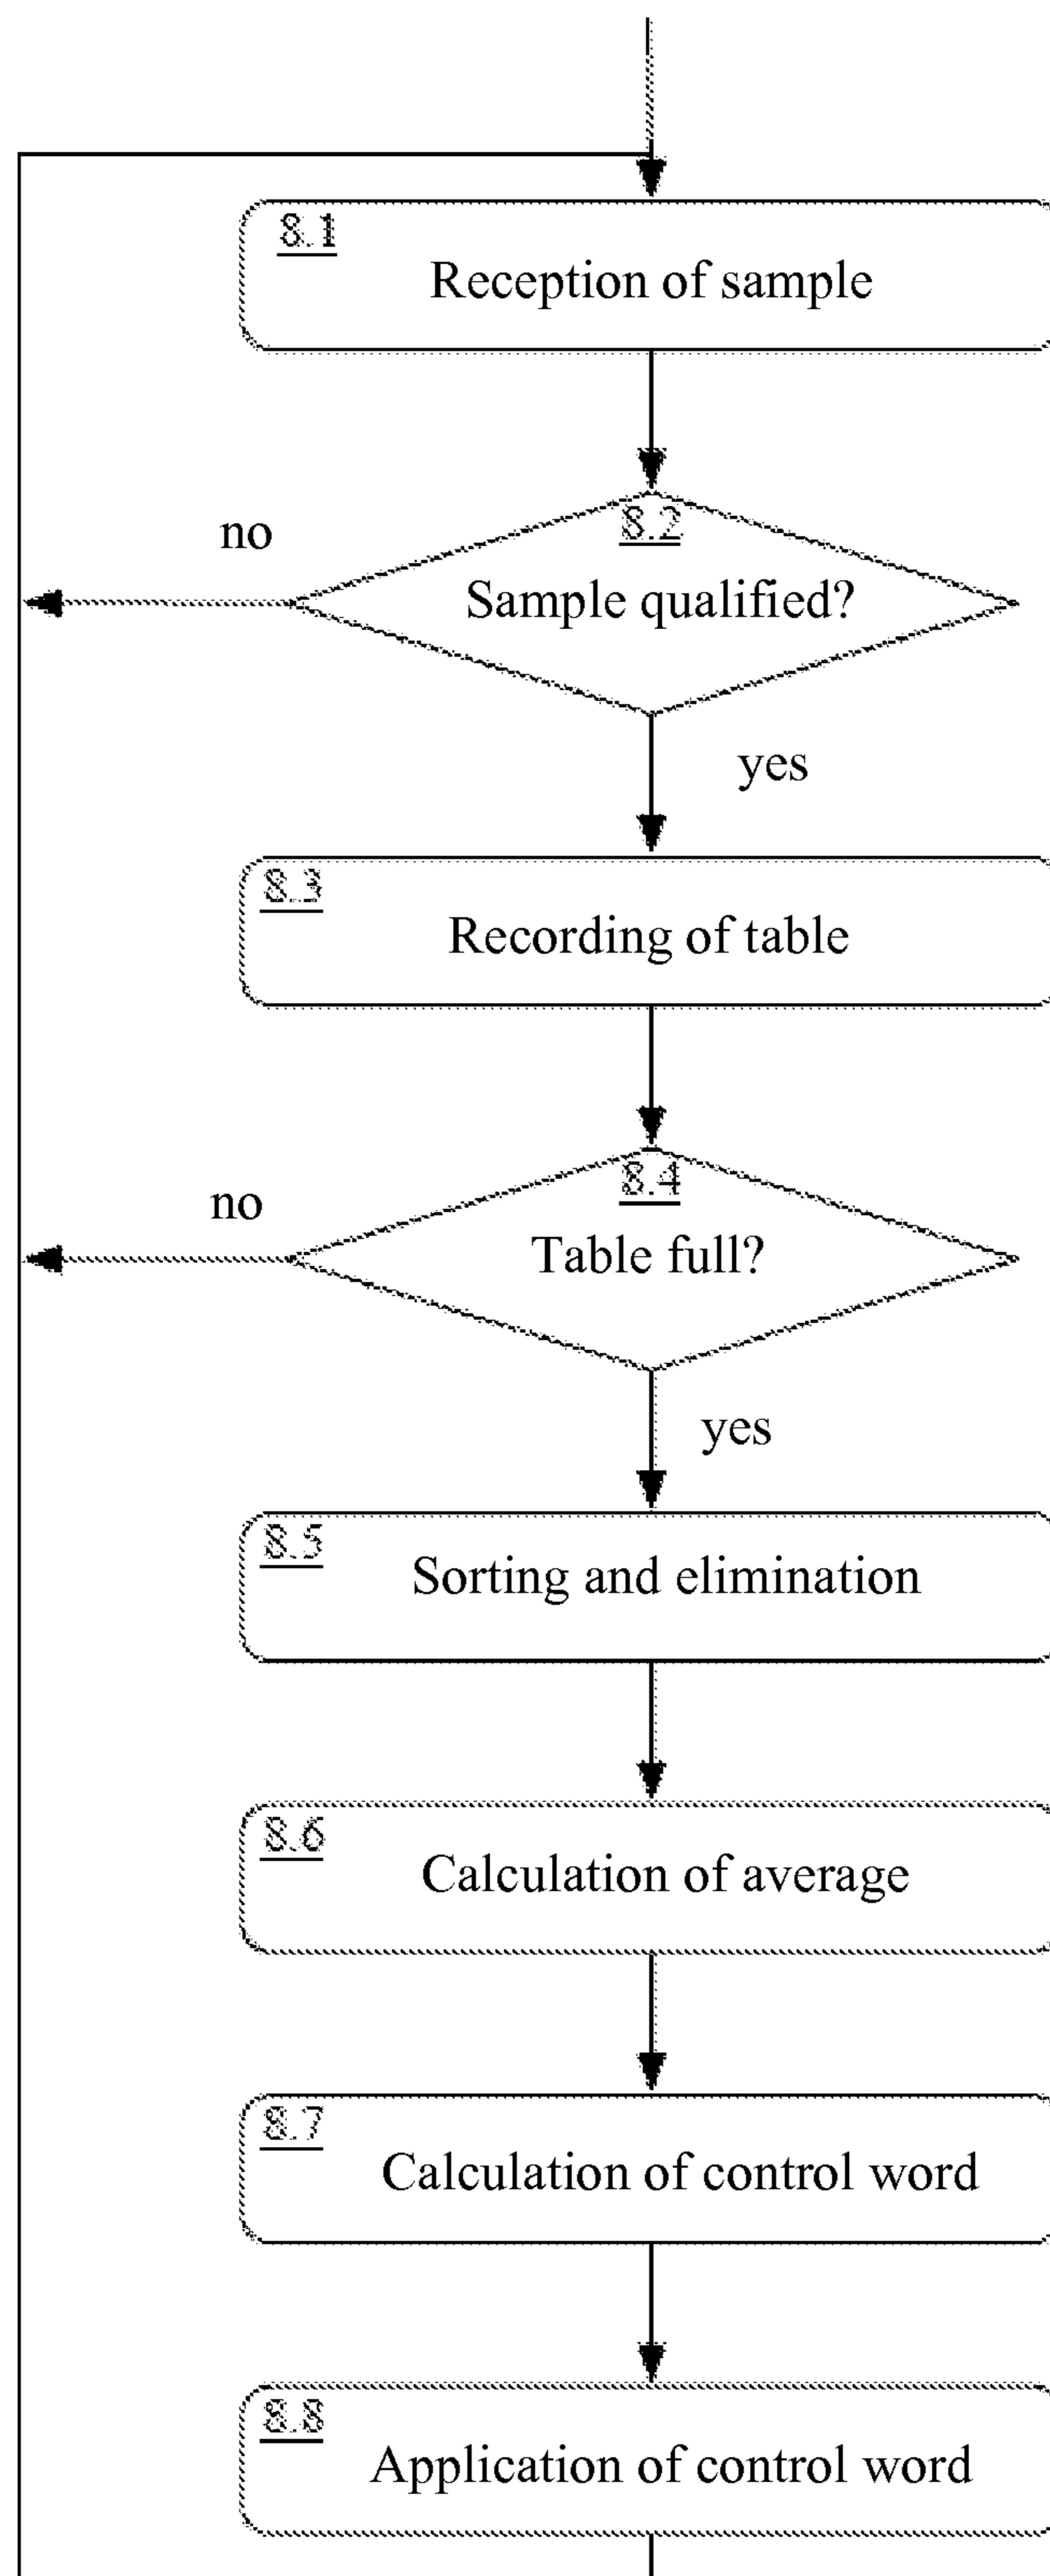 8.1
Reception of sample
8.2
no
Sample qualified?
yes
8.3
Recording of table
8.4
no
Table full?
yes
8.5
Sorting and elimination
8.6
Calculation of average
8.7
Calculation of control word
8.8
Application of control word